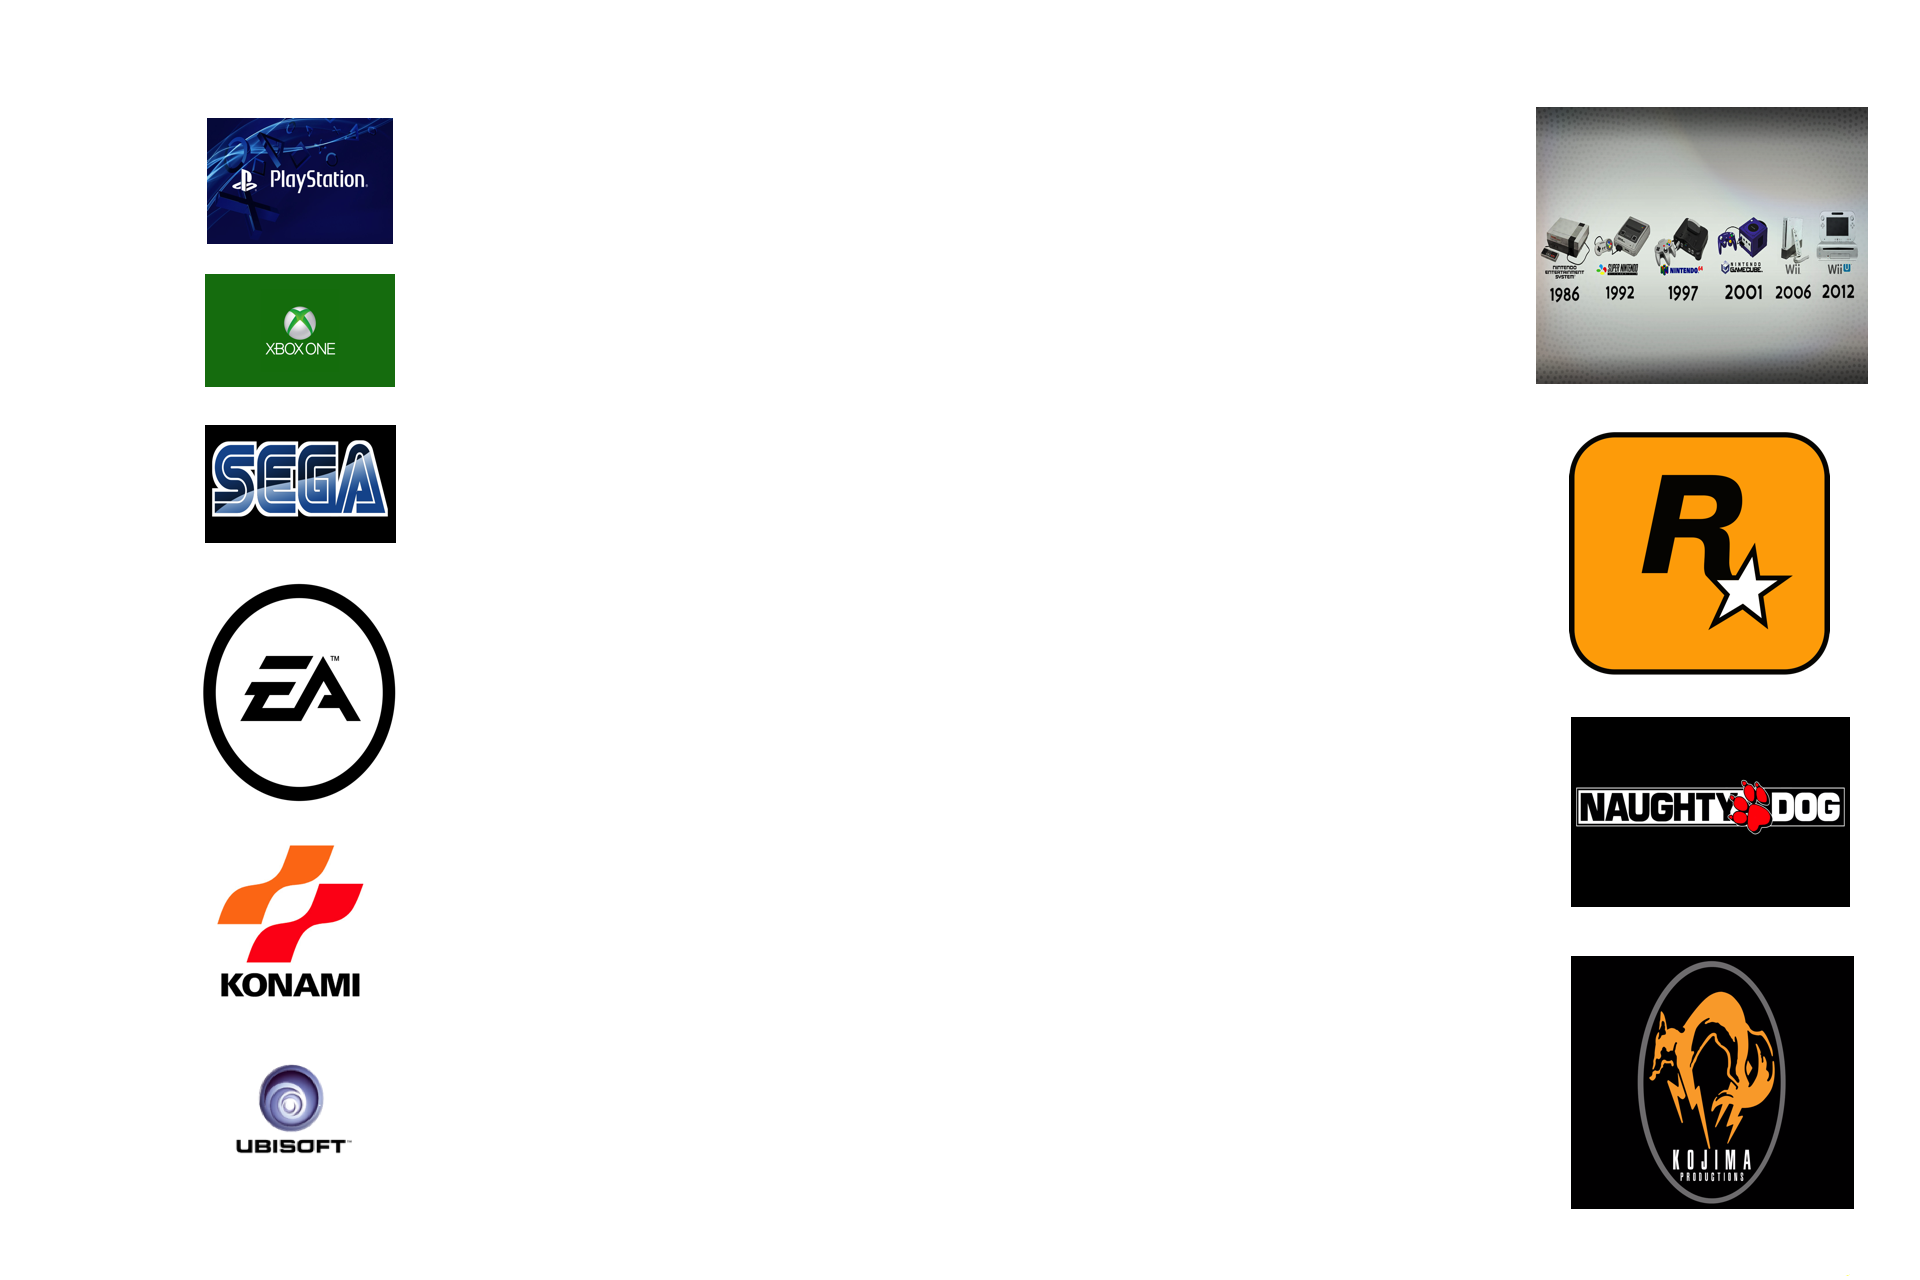 PlayStation
XBOX ONE
SEGA
EA™
KONAMI
UBISOFT™
NINTENDO
ENTERTAINMENT
SYSTEM
SUPER NINTENDO
NINTENDO 64
NINTENDO
GAMECUBE
Wii
Wii U
1986
1992
1997
2001
2006
2012
R
NAUGHTY DOG
KOJIMA
PRODUCTIONS